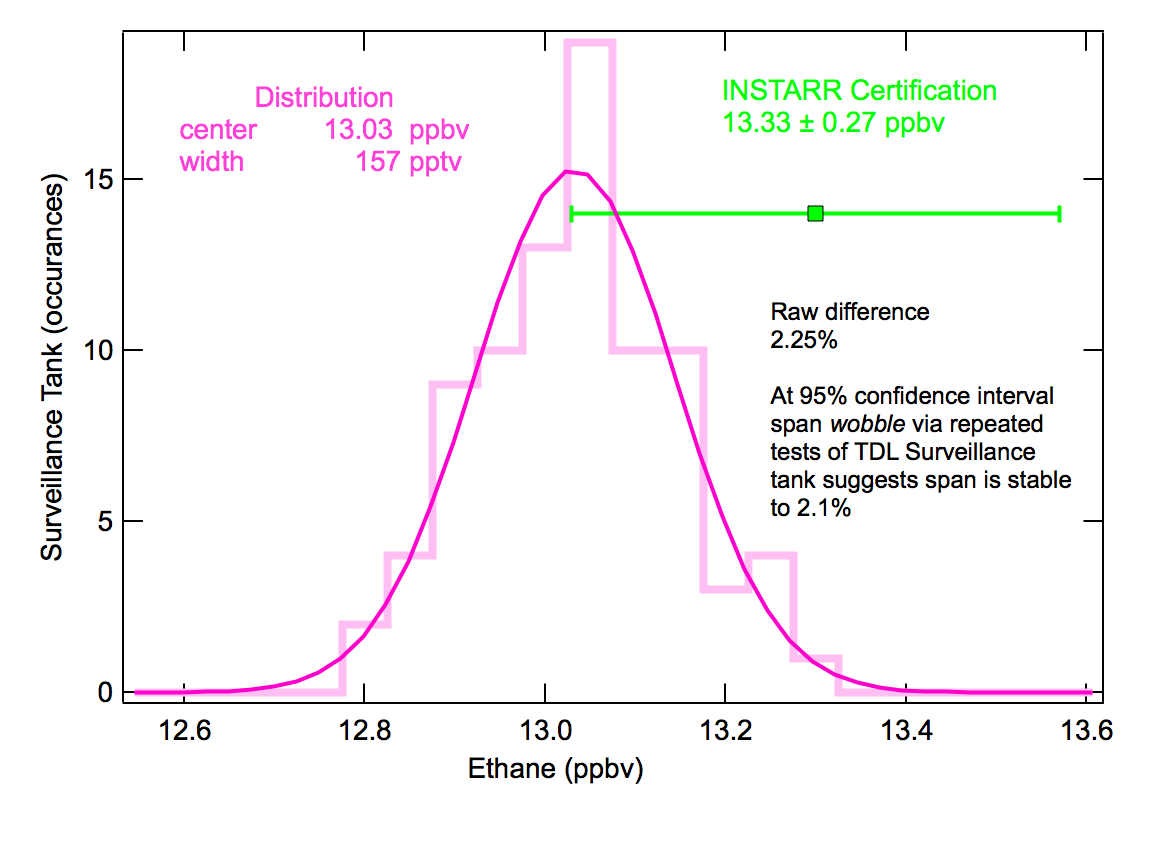 Distribution
center 13.03 ppbv
width 157 pptv
INSTARR Certification
13.33 ± 0.27 ppbv
Raw difference
2.25%
At 95% confidence interval
span wobble via repeated
tests of TDL Surveillance
tank suggests span is stable
to 2.1%
Surveillance Tank (occurances)
15
10
5
0
12.6 12.8 13.0 13.2 13.4 13.6
Ethane (ppbv)